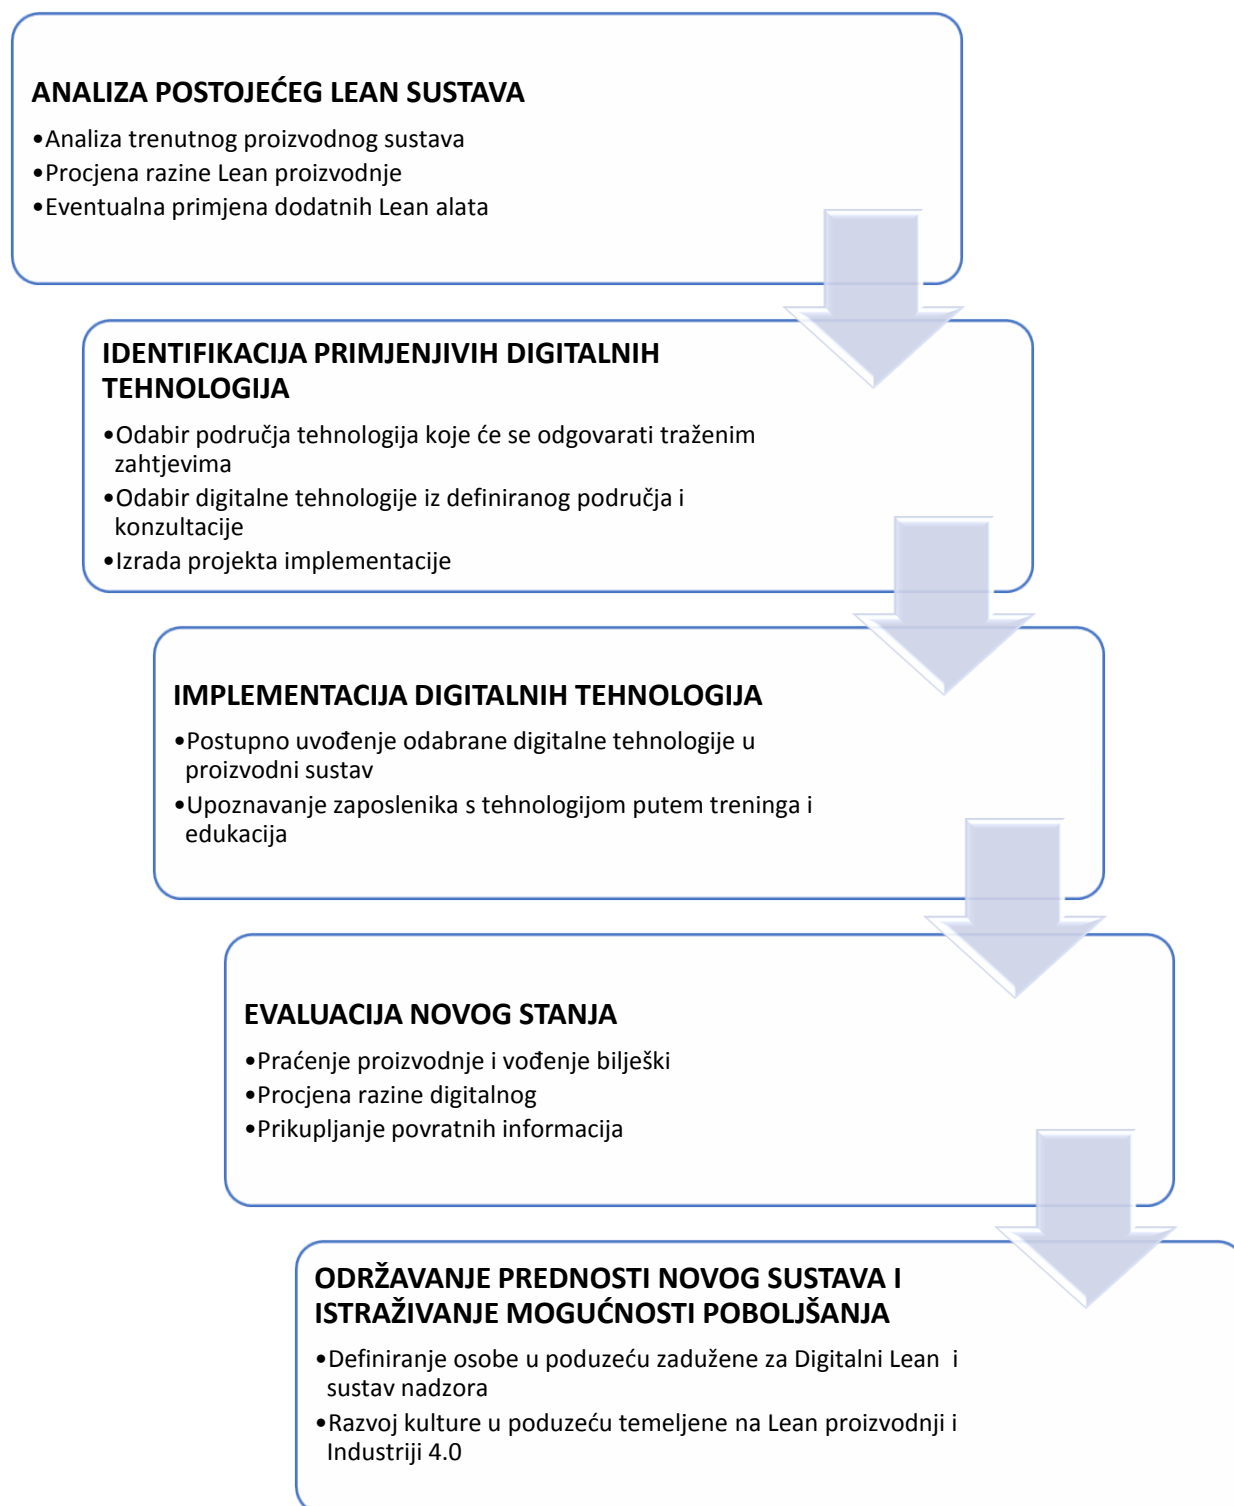 ANALIZA POSTOJEĆEG LEAN SUSTAVA
•Analiza trenutnog proizvodnog sustava
•Procjena razine Lean proizvodnje
•Eventualna primjena dodatnih Lean alata
IDENTIFIKACIJA PRIMJENJIVIH DIGITALNIH
TEHNOLOGIJA
•Odabir područja tehnologija koje će se odgovarati traženim
zahtjevima
•Odabir digitalne tehnologije iz definiranog područja i
konzultacije
•Izrada projekta implementacije
IMPLEMENTACIJA DIGITALNIH TEHNOLOGIJA
•Postupno uvođenje odabrane digitalne tehnologije u
proizvodni sustav
•Upoznavanje zaposlenika s tehnologijom putem treninga i
edukacija
EVALUACIJA NOVOG STANJA
•Praćenje proizvodnje i vođenje bilješki
•Procjena razine digitalnog
•Prikupljanje povratnih informacija
ODRŽAVANJE PREDNOSTI NOVOG SUSTAVA I
ISTRAŽIVANJE MOGUĆNOSTI POBOLJŠANJA
•Definiranje osobe u poduzeću zadužene za Digitalni Lean i
sustav nadzora
•Razvoj kulture u poduzeću temeljene na Lean proizvodnji i
Industriji 4.0